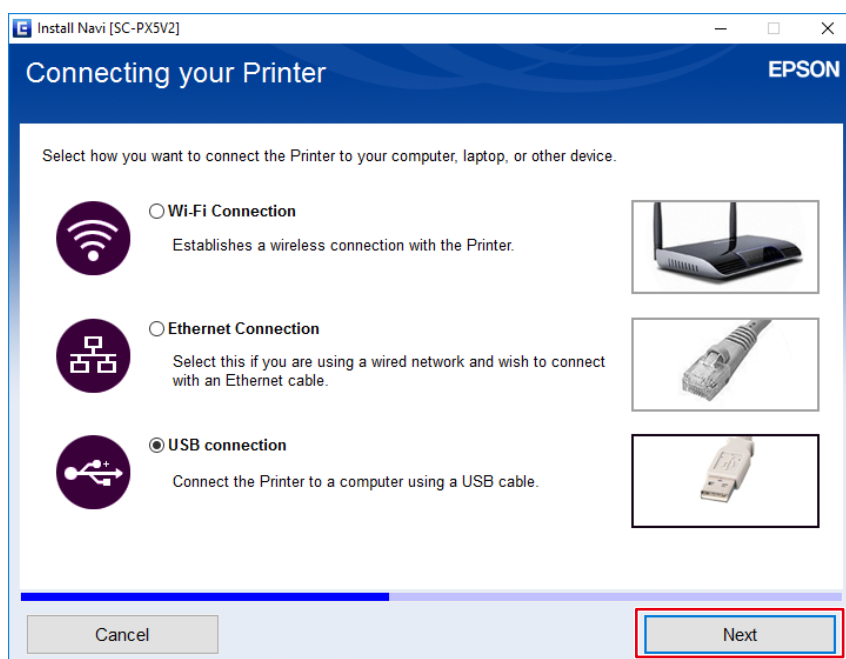 Install Navi [SC-PX5V2]
Connecting your Printer
EPSON
Select how you want to connect the Printer to your computer, laptop, or other device.
Wi-Fi Connection
Establishes a wireless connection with the Printer.
Ethernet Connection
Select this if you are using a wired network and wish to connect
with an Ethernet cable.
USB connection
Connect the Printer to a computer using a USB cable.
Cancel
Next